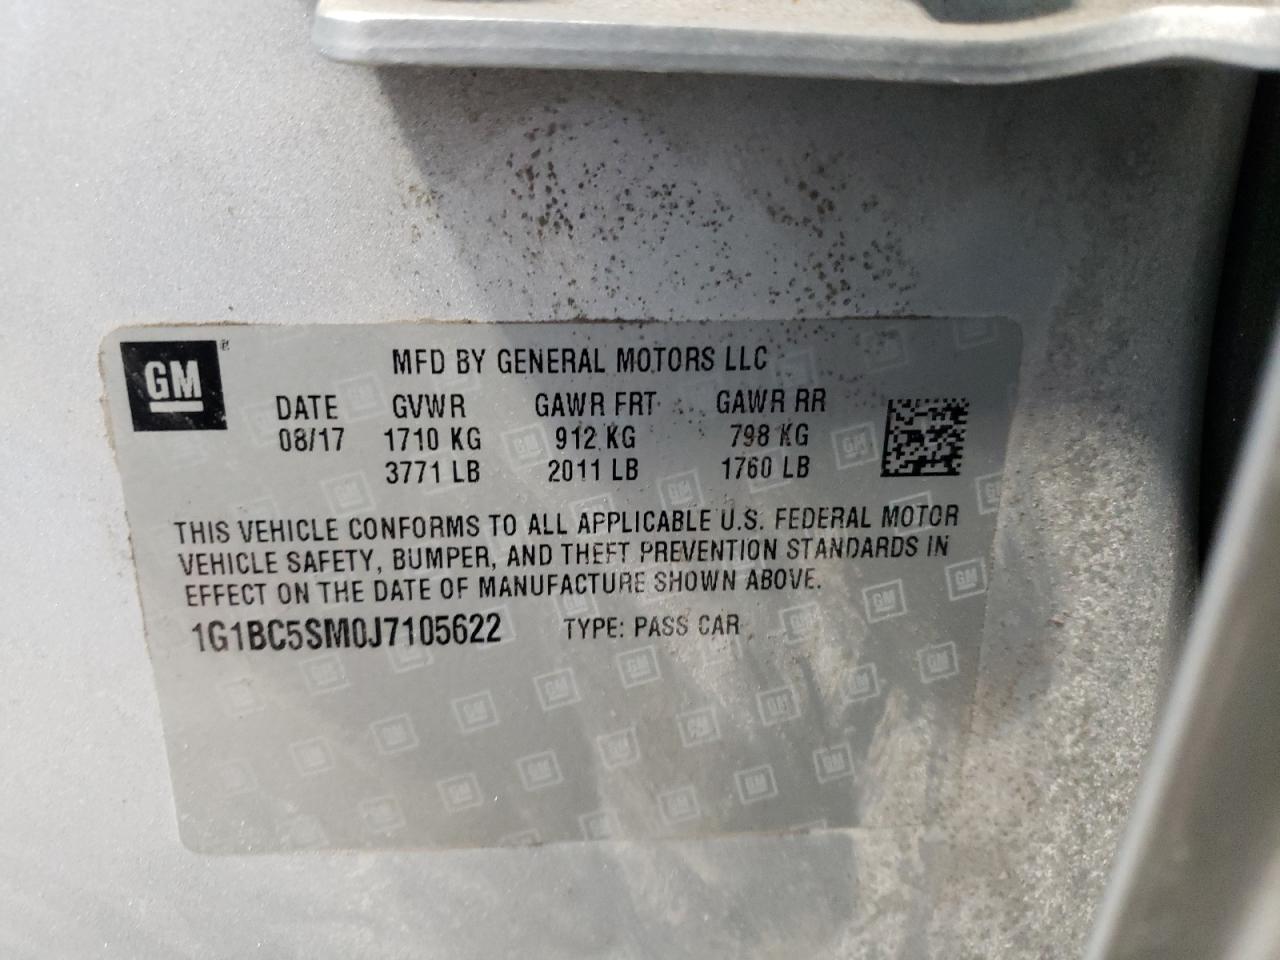 GM®
MFD BY GENERAL MOTORS LLC
DATE GVWR GAWR FRT GAWR RR
08/17 1710 KG 912 KG 798 KG
3771 LB 2011 LB 1760 LB
THIS VEHICLE CONFORMS TO ALL APPLICABLE U.S. FEDERAL MOTOR
VEHICLE SAFETY, BUMPER, AND THEFT PREVENTION STANDARDS IN
EFFECT ON THE DATE OF MANUFACTURE SHOWN ABOVE.
1G1BC5SM0J7105622 TYPE: PASS CAR